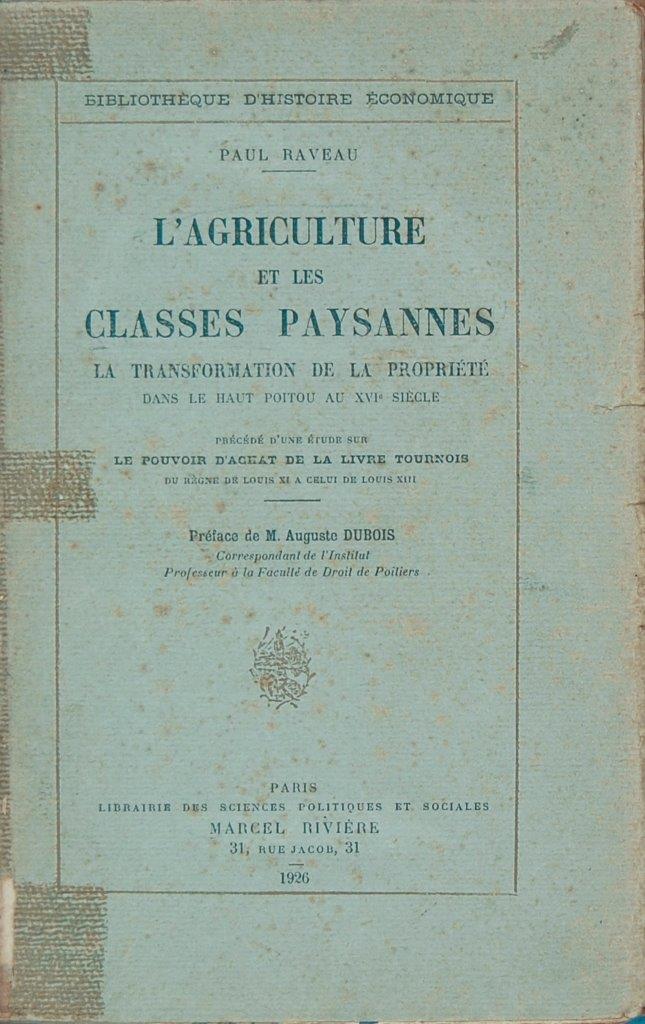 BIBLIOTHÈQUE D'HISTOIRE ÉCONOMIQUE
PAUL RAVEAU
L'AGRICULTURE
ET LES
CLASSES PAYSANNES
LA TRANSFORMATION DE LA PROPRIÉTÉ
DANS LE HAUT POITOU AU XVIe SIÈCLE
PRÉCÉDÉ D'UNE ÉTUDE SUR
LE POUVOIR D'ACHAT DE LA LIVRE TOURNOIS
DU RÈGNE DE LOUIS XI A CELUI DE LOUIS XIII
Préface de M. Auguste DUBOIS
Correspondant de l'Institut
Professeur à la Faculté de Droit de Poitiers
PARIS
LIBRAIRIE DES SCIENCES POLITIQUES ET SOCIALES
MARCEL RIVIÈRE
31, RUE JACOB, 31
1926